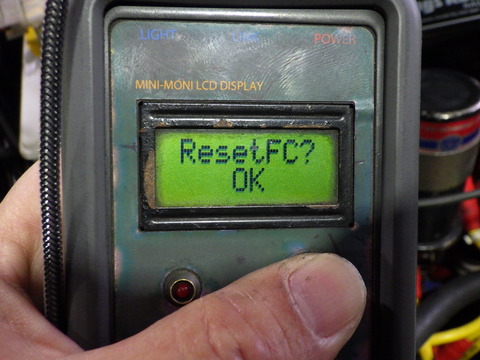 LIGHT
POWER
MINI-MONI LCD DISPLAY
ResetFC?
OK